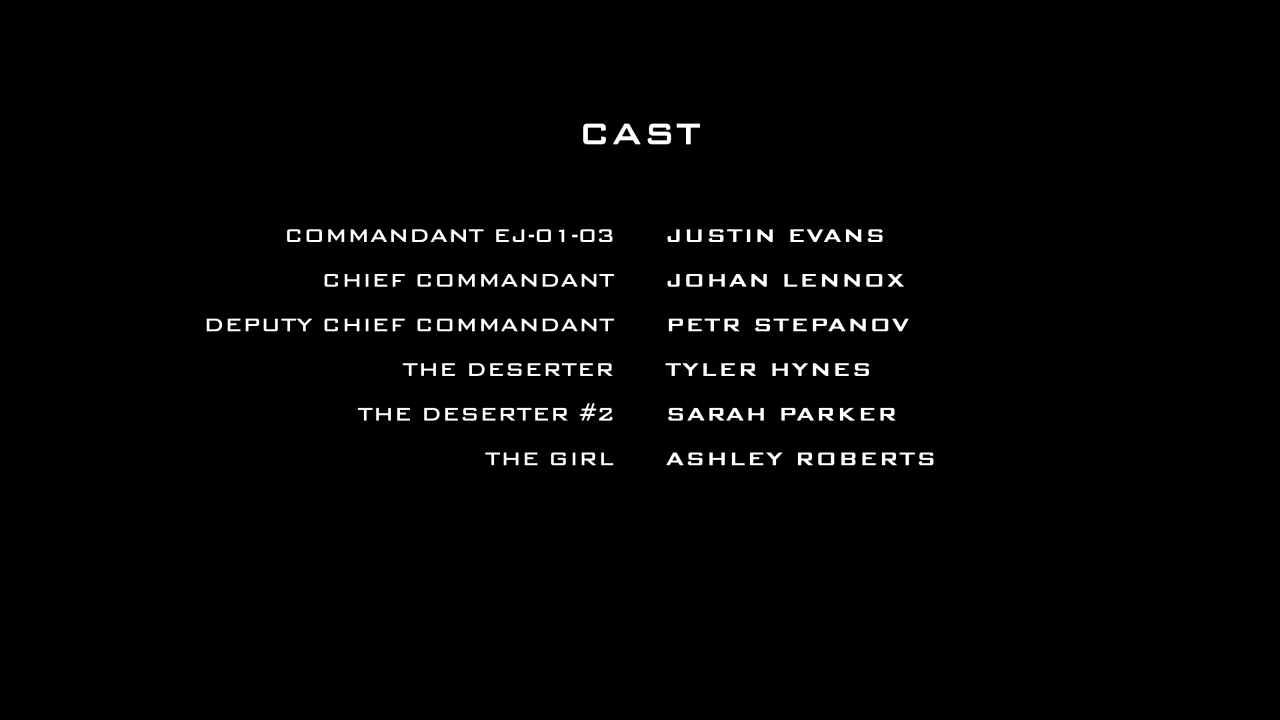 CAST
COMMANDANT EJ-01-03 JUSTIN EVANS
CHIEF COMMANDANT JOHAN LENNOX
DEPUTY CHIEF COMMANDANT PETR STEPANOV
THE DESERTER TYLER HYNES
THE DESERTER #2 SARAH PARKER
THE GIRL ASHLEY ROBERTS